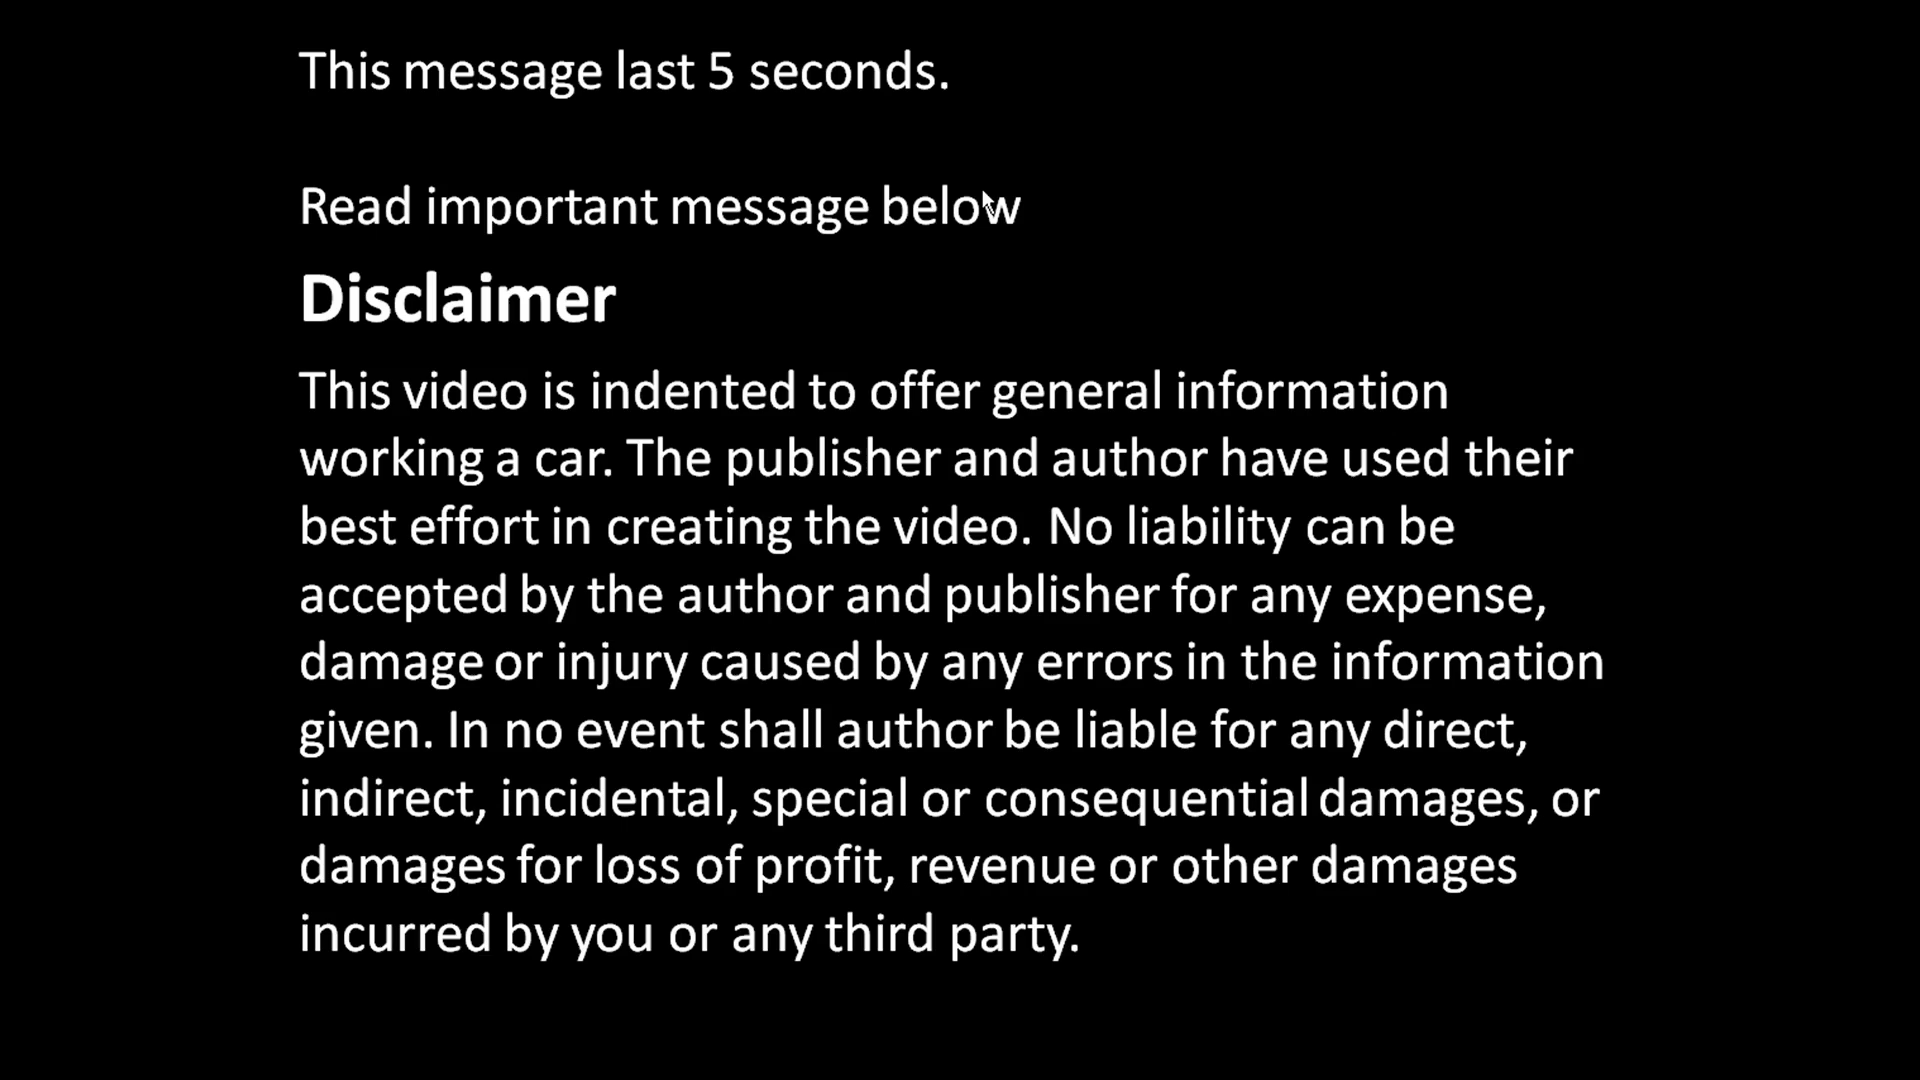 This message last 5 seconds.
Read important message below
Disclaimer
This video is indented to offer general information
working a car. The publisher and author have used their
best effort in creating the video. No liability can be
accepted by the author and publisher for any expense,
damage or injury caused by any errors in the information
given. In no event shall author be liable for any direct,
indirect, incidental, special or consequential damages, or
damages for loss of profit, revenue or other damages
incurred by you or any third party.